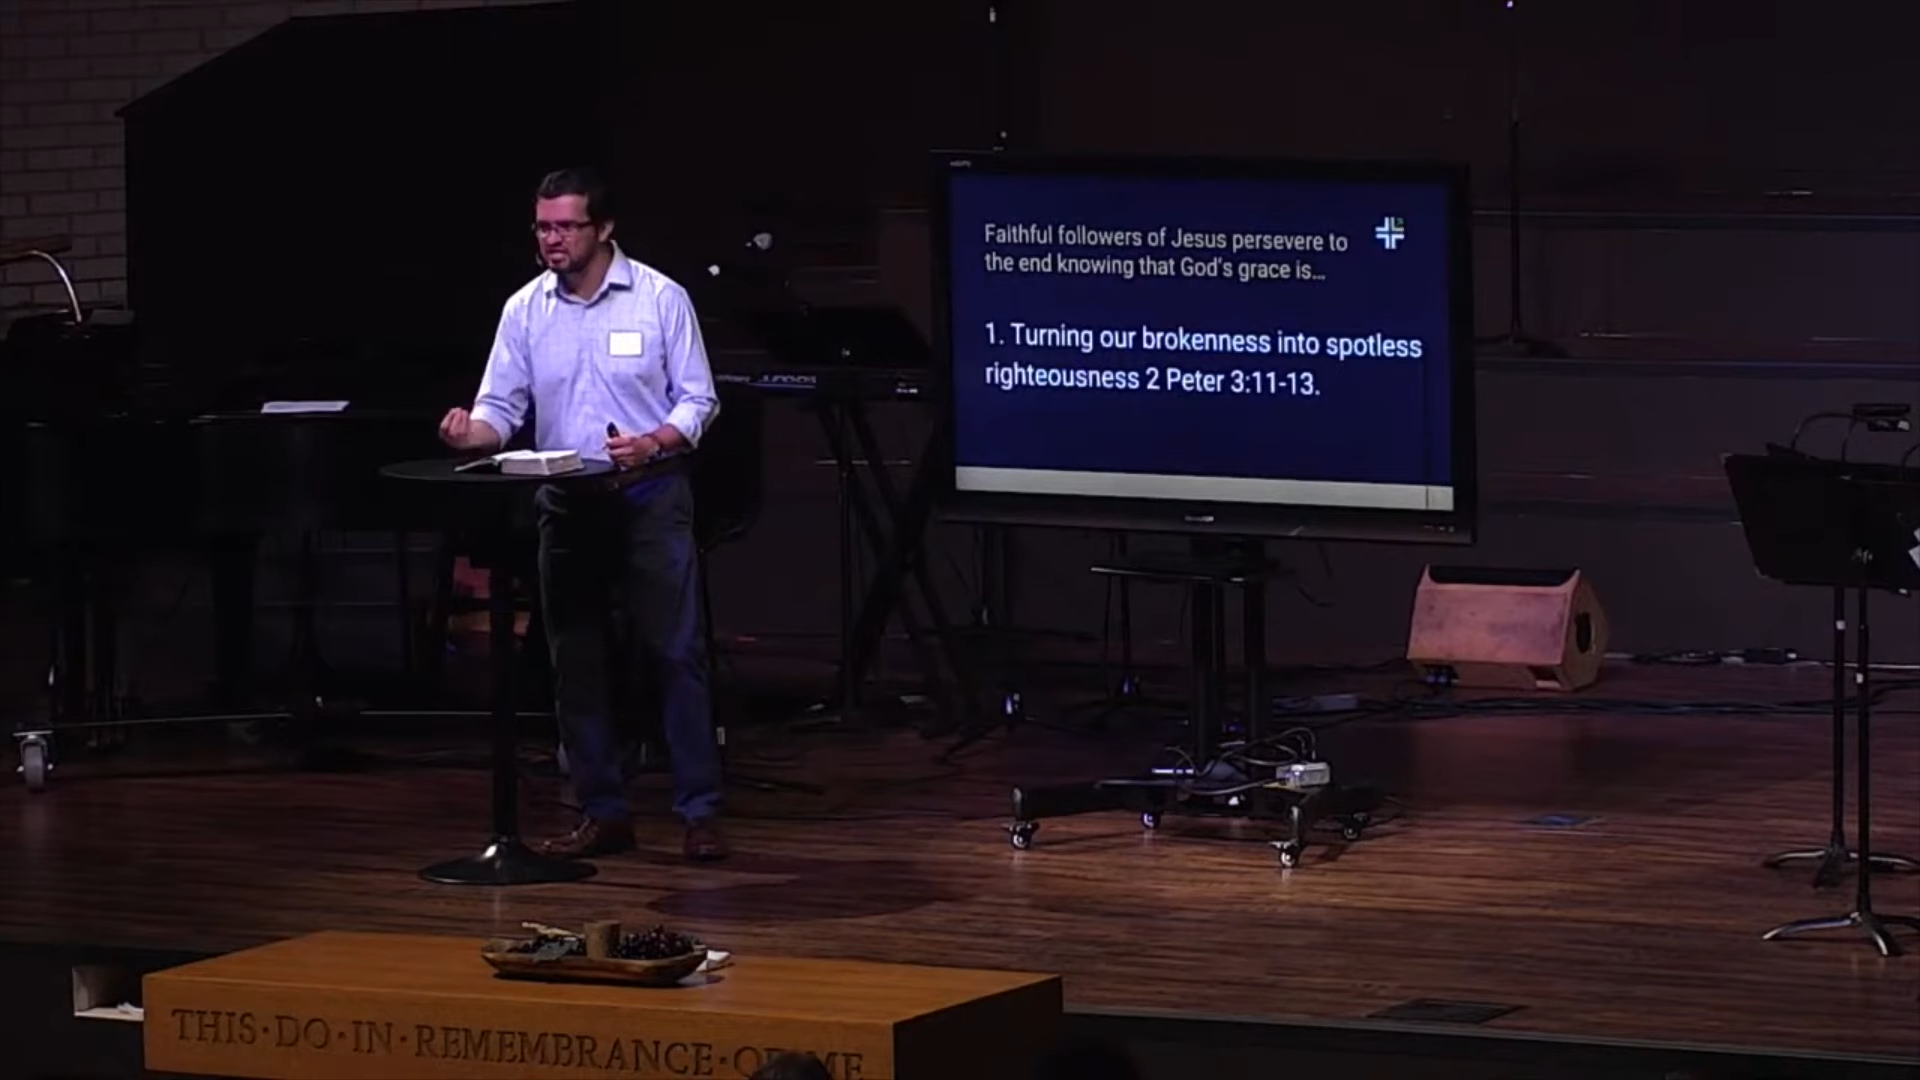 Faithful followers of Jesus persevere to
the end knowing that God's grace is...
1. Turning our brokenness into spotless
righteousness 2 Peter 3:11-13.
THIS·DO·IN·REMEMBRANCE·OF·ME